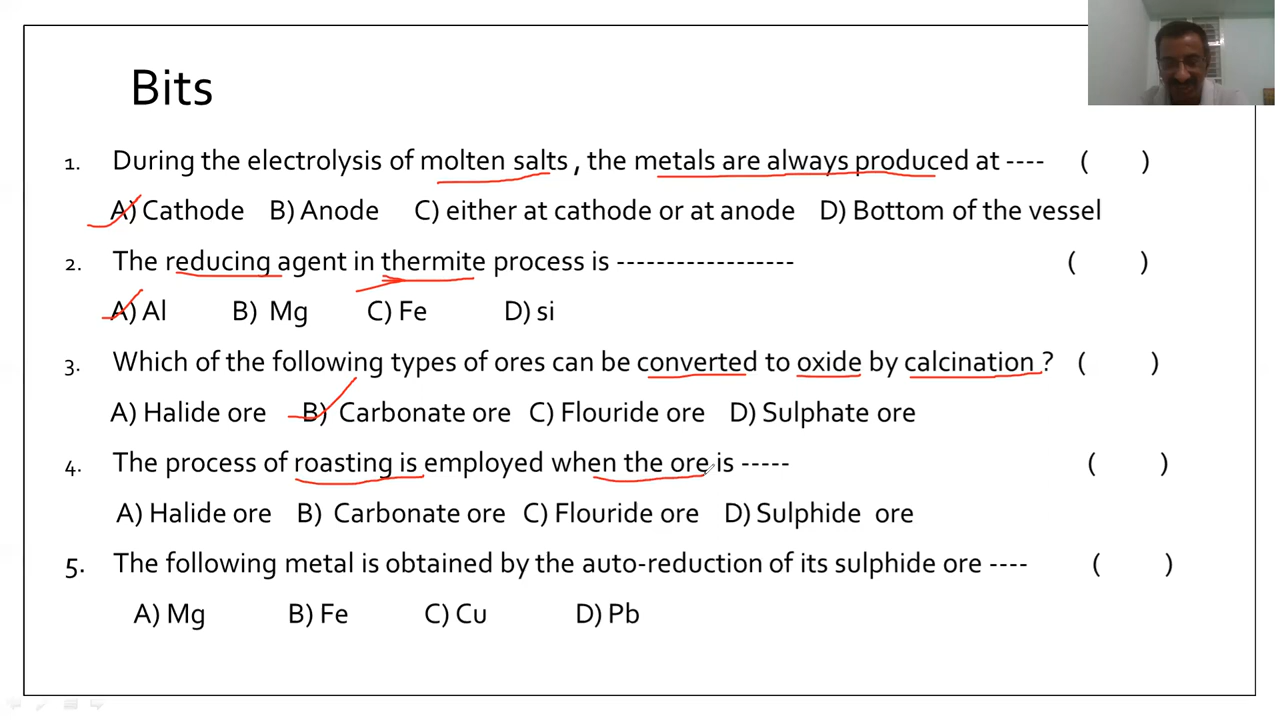 Bits
1. During the electrolysis of molten salts , the metals are always produced at ---- ( )
A) Cathode B) Anode C) either at cathode or at anode D) Bottom of the vessel
2. The reducing agent in thermite process is ------------------ ( )
A) Al B) Mg C) Fe D) si
3. Which of the following types of ores can be converted to oxide by calcination ? ( )
A) Halide ore B) Carbonate ore C) Flouride ore D) Sulphate ore
4. The process of roasting is employed when the ore is ----- ( )
A) Halide ore B) Carbonate ore C) Flouride ore D) Sulphide ore
5. The following metal is obtained by the auto-reduction of its sulphide ore ---- ( )
A) Mg B) Fe C) Cu D) Pb